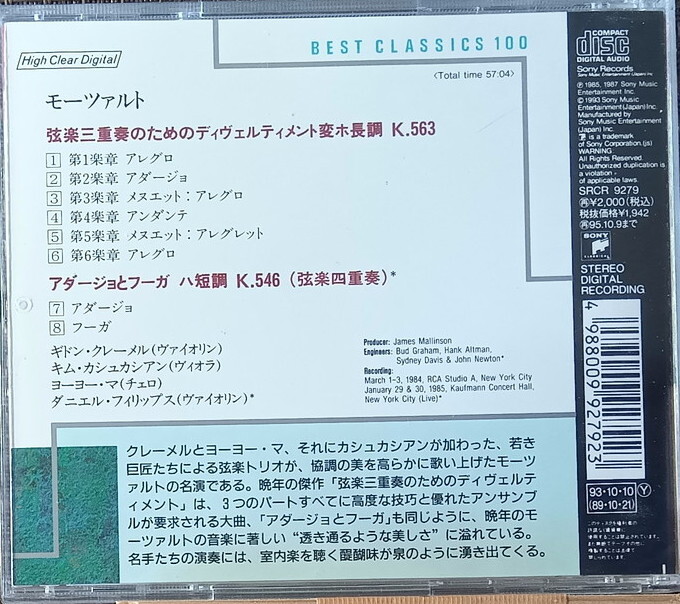 High Clear Digital
BEST CLASSICS 100
〈Total time 57:04〉
モーツァルト
弦楽三重奏のためのディヴェルティメント変ホ長調 K.563
1 第1楽章 アレグロ
2 第2楽章 アダージョ
3 第3楽章 メヌエット：アレグロ
4 第4楽章 アンダンテ
5 第5楽章 メヌエット：アレグレット
6 第6楽章 アレグロ
アダージョとフーガ ハ短調 K.546（弦楽四重奏）*
7 アダージョ
8 フーガ
ギドン・クレーメル（ヴァイオリン）
キム・カシュカシアン（ヴィオラ）
ヨーヨー・マ（チェロ）
ダニエル・フィリップス（ヴァイオリン）*
Producer: James Mallinson
Engineers: Bud Graham, Hank Altman,
Sydney Davis & John Newton*
Recording:
March 1-3, 1984, RCA Studio A, New York City
January 29 & 30, 1985, Kaufmann Concert Hall,
New York City (Live)*
クレーメルとヨーヨー・マ、それにカシュカシアンが加わった、若き
巨匠たちによる弦楽トリオが、協調の美を高らかに歌い上げたモーツ
ァルトの名演である。晩年の傑作「弦楽三重奏のためのディヴェルテ
ィメント」は、3つのパートすべてに高度な技巧と優れたアンサンブ
ルが要求される大曲、「アダージョとフーガ」も同じように、晩年のモ
ーツァルトの音楽に著しい“透き通るような美しさ”に溢れている。
名手たちの演奏には、室内楽を聴く醍醐味が泉のように湧き出てくる。
COMPACT
disc
DIGITAL AUDIO
Sony Records
Sony Music Entertainment (Japan) Inc.
℗1985, 1987 Sony Music
Entertainment Inc.
©1993 Sony Music
Entertainment (Japan) Inc.
Manufactured by
Sony Music Entertainment
(Japan) Inc.
is a trademark
of Sony Corporation.(js)
WARNING:
All Rights Reserved.
Unauthorized duplication is
a violation
of applicable laws.
SRCR 9279
㊢¥2,000(税込)
税抜価格¥1,942
㊢95.10.9まで
SONY
CLASSICAL
STEREO
DIGITAL
RECORDING
4 988009 927923
93・10・10 Y
(89・10・21)